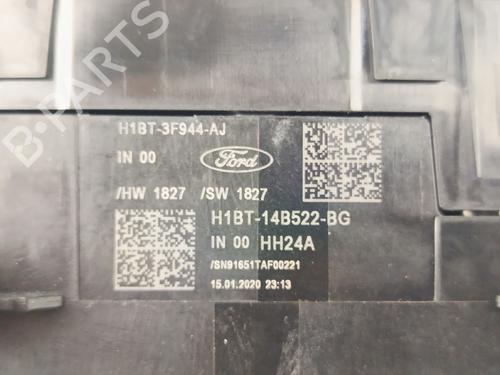 B-PARTS
H1BT-3F944-AJ
IN 00
Ford
/HW 1827 /SW 1827
H1BT-14B522-BG
IN 00 HH24A
/SN91651TAF00221
15.01.2020 23:13